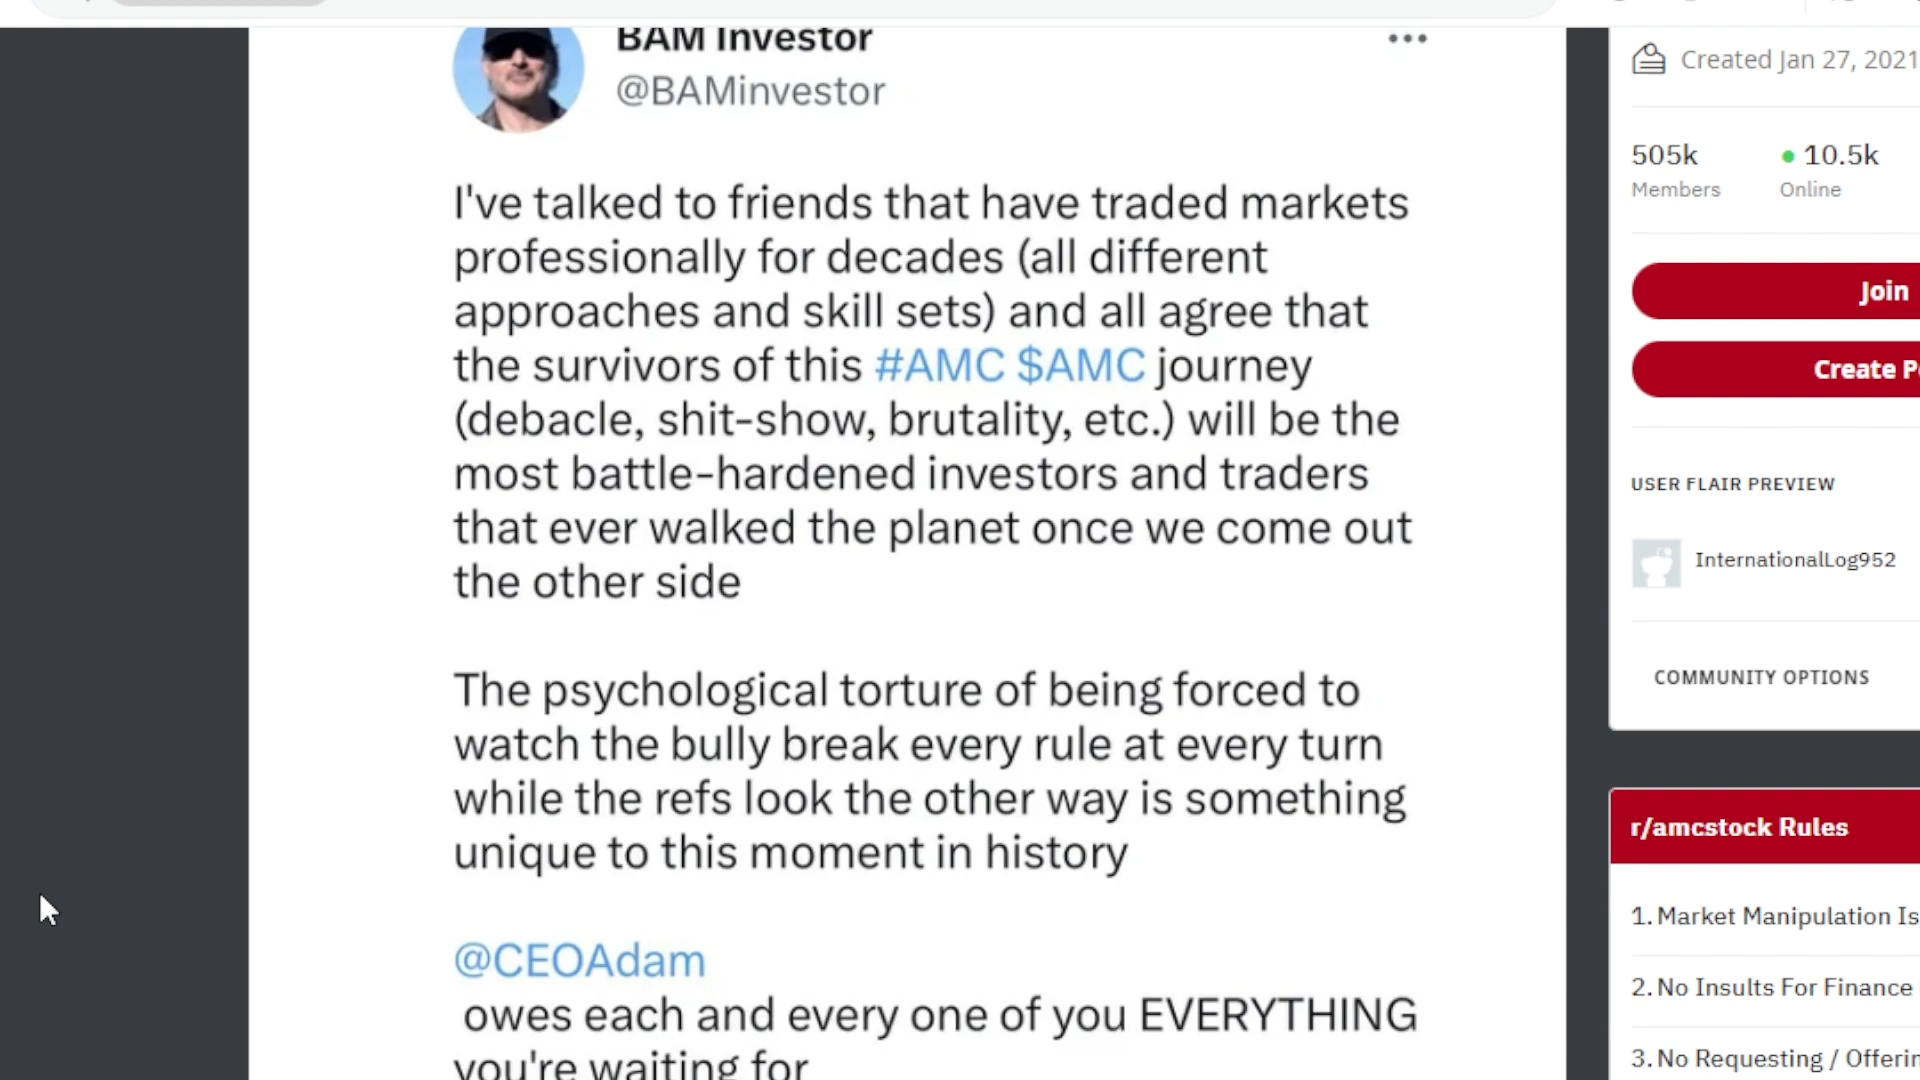 BAM Investor
@BAMinvestor
I've talked to friends that have traded markets
professionally for decades (all different
approaches and skill sets) and all agree that
the survivors of this #AMC $AMC journey
(debacle, shit-show, brutality, etc.) will be the
most battle-hardened investors and traders
that ever walked the planet once we come out
the other side
The psychological torture of being forced to
watch the bully break every rule at every turn
while the refs look the other way is something
unique to this moment in history
@CEOAdam
owes each and every one of you EVERYTHING
you're waiting for
Created Jan 27, 2021
505k
10.5k
Members
Online
Join
Create P
USER FLAIR PREVIEW
InternationalLog952
COMMUNITY OPTIONS
r/amcstock Rules
1. Market Manipulation Is
2. No Insults For Finance
3. No Requesting / Offerin